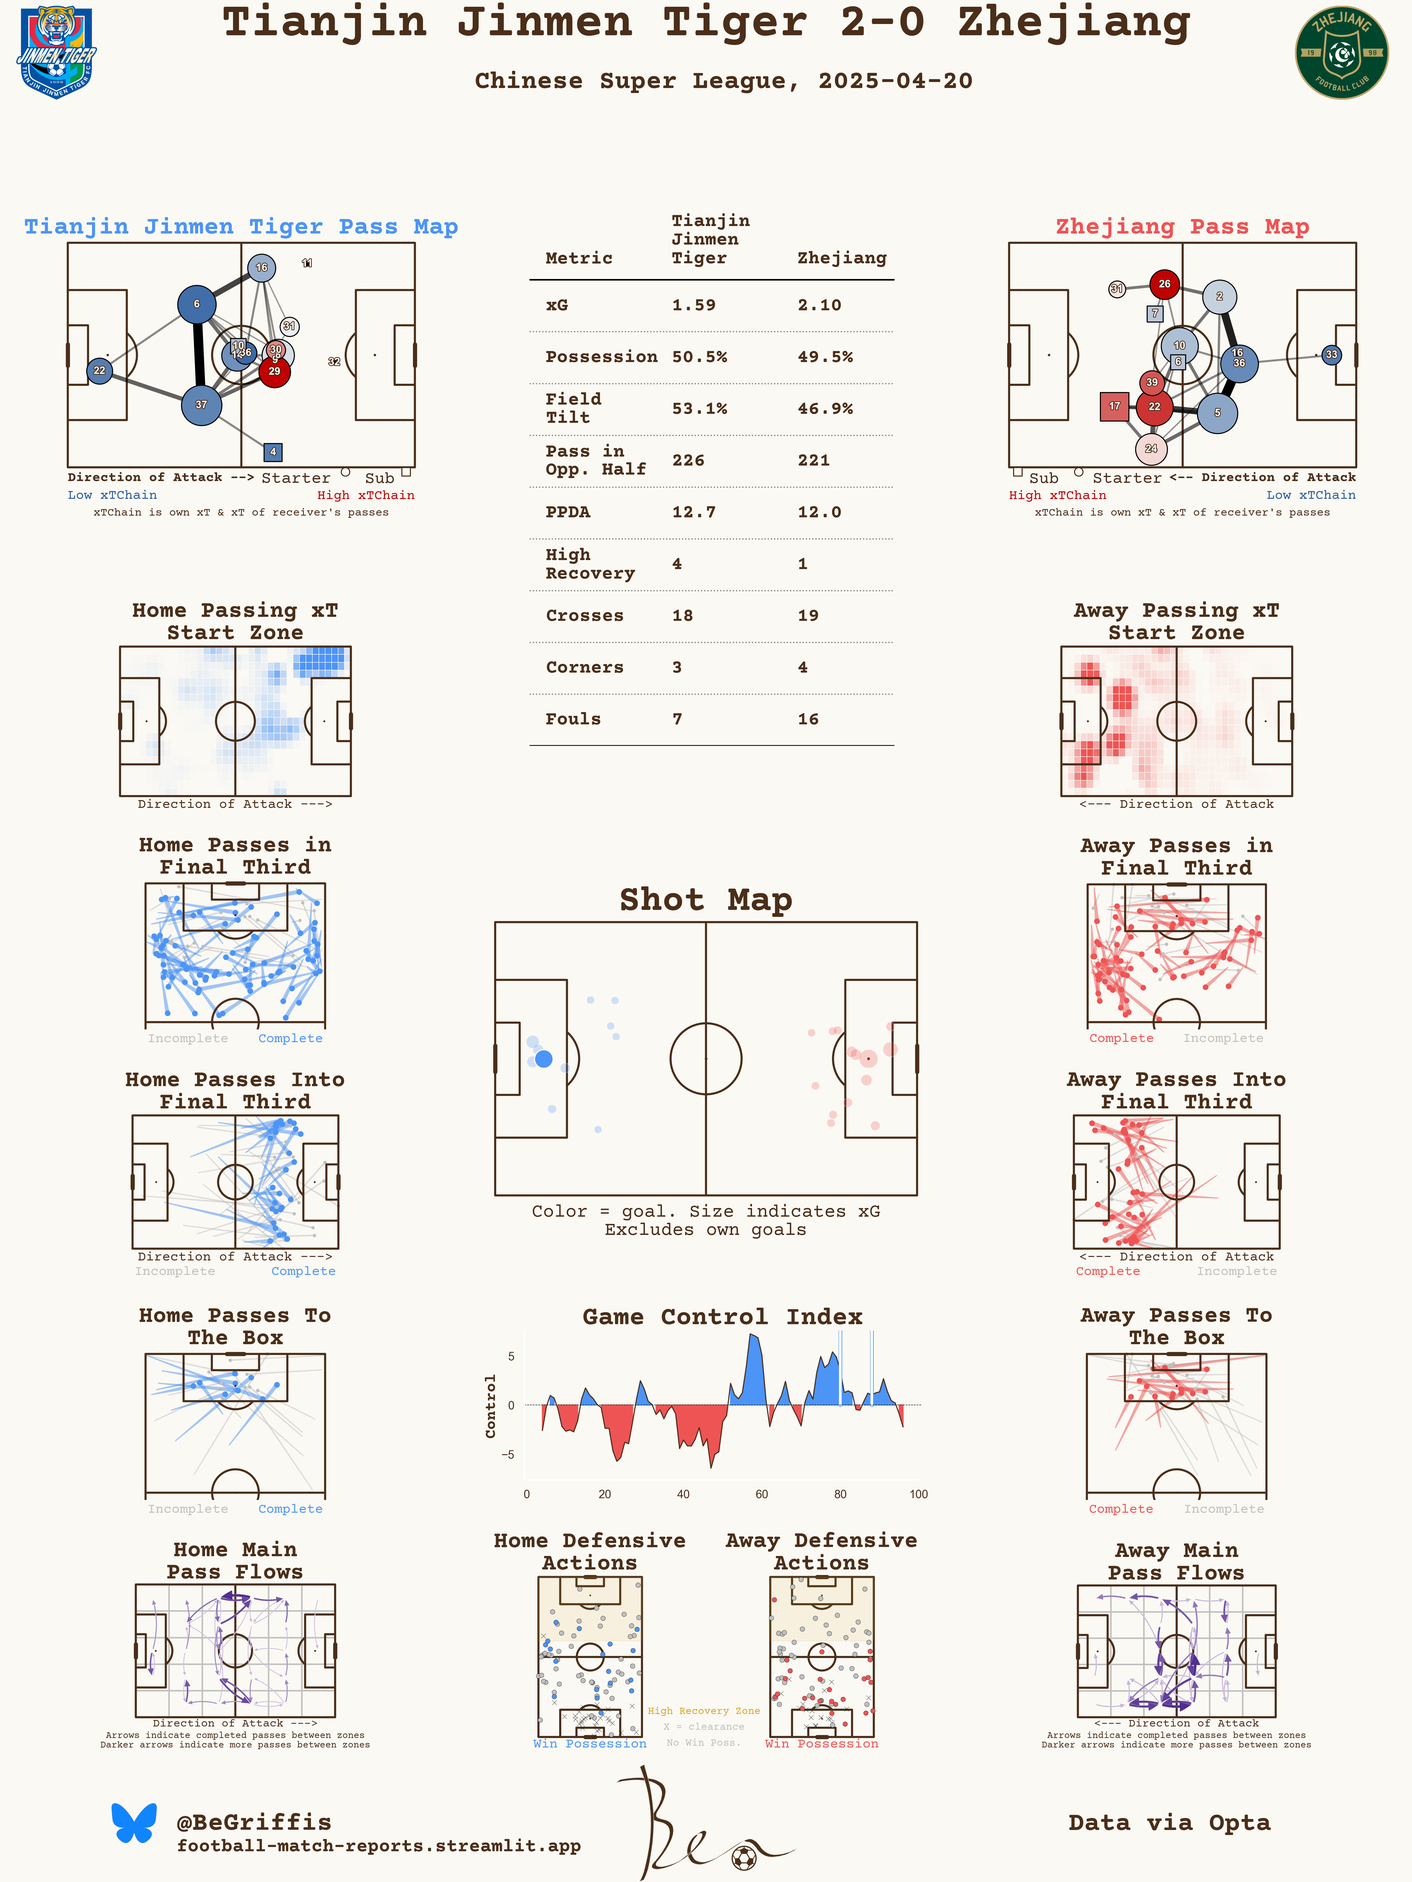 Tianjin Jinmen Tiger 2-0 Zhejiang
Chinese Super League, 2025-04-20
JINMEN TIGER
TIANJIN JINMEN TIGER FC
ZHEJIANG
19 98
FOOTBALL CLUB
Tianjin Jinmen Tiger Pass Map
16
11
6
31
10
36
30
9
29
32
22
37
4
Direction of Attack --> Starter Sub
Low xTChain High xTChain
xTChain is own xT & xT of receiver's passes
Metric Tianjin Jinmen Tiger Zhejiang
xG 1.59 2.10
Possession 50.5% 49.5%
Field Tilt 53.1% 46.9%
Pass in Opp. Half 226 221
PPDA 12.7 12.0
High Recovery 4 1
Crosses 18 19
Corners 3 4
Fouls 7 16
Zhejiang Pass Map
31
26
2
7
10
6
16
36
33
39
17
22
5
24
Sub Starter <-- Direction of Attack
High xTChain Low xTChain
xTChain is own xT & xT of receiver's passes
Home Passing xT
Start Zone
Direction of Attack --->
Away Passing xT
Start Zone
<--- Direction of Attack
Home Passes in
Final Third
Incomplete Complete
Away Passes in
Final Third
Complete Incomplete
Shot Map
Color = goal. Size indicates xG
Excludes own goals
Home Passes Into
Final Third
Direction of Attack --->
Incomplete Complete
Away Passes Into
Final Third
<--- Direction of Attack
Complete Incomplete
Game Control Index
Control
5
0
−5
0 20 40 60 80 100
Home Passes To
The Box
Incomplete Complete
Away Passes To
The Box
Complete Incomplete
Home Main
Pass Flows
Direction of Attack --->
Arrows indicate completed passes between zones
Darker arrows indicate more passes between zones
Home Defensive
Actions
Win Possession
High Recovery Zone
X = clearance
No Win Poss.
Away Defensive
Actions
Win Possession
Away Main
Pass Flows
<--- Direction of Attack
Arrows indicate completed passes between zones
Darker arrows indicate more passes between zones
@BeGriffis
football-match-reports.streamlit.app
Ben
Data via Opta